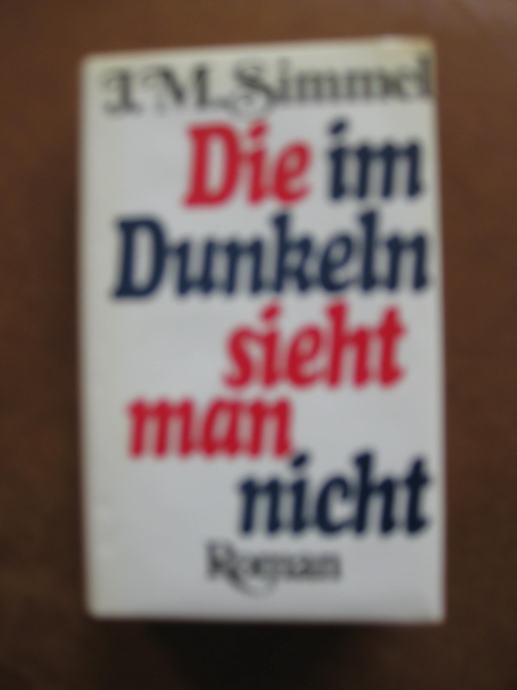 J. M. Simmel
Die im
Dunkeln
sieht
man
nicht
Roman